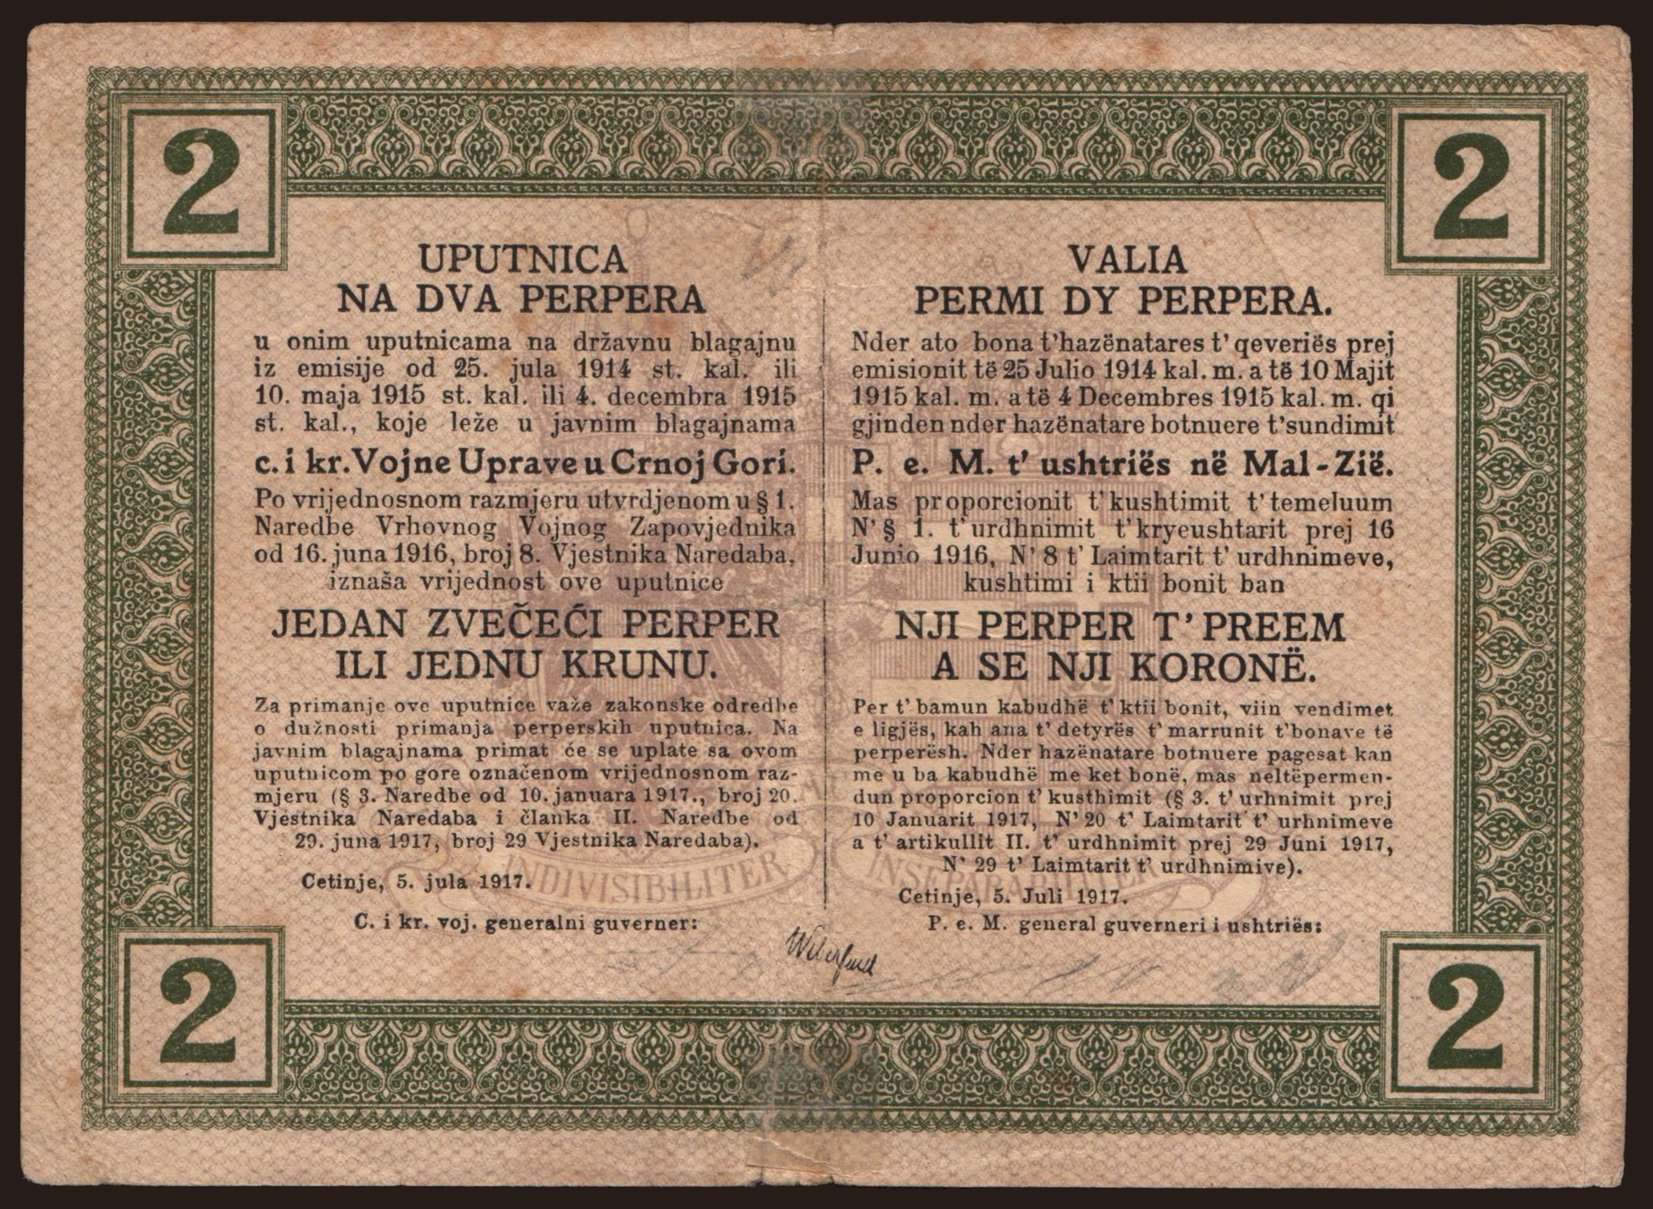 2
2
UPUTNICA
NA DVA PERPERA
u onim uputnicama na državnu blagajnu
iz emisije od 25. jula 1914 st. kal. ili
10. maja 1915 st. kal. ili 4. decembra 1915
st. kal., koje leže u javnim blagajnama
c. i kr. Vojne Uprave u Crnoj Gori.
Po vrijednosnom razmjeru utvrdjenom u § 1.
Naredbe Vrhovnog Vojnog Zapovjednika
od 16. juna 1916, broj 8. Vjestnika Naredaba,
iznaša vrijednost ove uputnice
JEDAN ZVEČEĆI PERPER
ILI JEDNU KRUNU.
Za primanje ove uputnice važe zakonske odredbe
o dužnosti primanja perperskih uputnica. Na
javnim blagajnama primat će se uplate sa ovom
uputnicom po gore označenom vrijednosnom raz-
mjeru (§ 3. Naredbe od 10. januara 1917., broj 20.
Vjestnika Naredaba i članka II. Naredbe od
29. juna 1917, broj 29 Vjestnika Naredaba).
Cetinje, 5. jula 1917.
C. i kr. voj. generalni guverner:
VALIA
PERMI DY PERPERA.
Nder ato bona t'hazënatares t' qeveriës prej
emisionit të 25 Julio 1914 kal. m. a të 10 Majit
1915 kal. m. a të 4 Decembres 1915 kal. m. qi
gjinden nder hazënatare botnuere t'sundimit
P. e. M. t' ushtriës në Mal-Zië.
Mas proporcionit t' kushtimit t' temeluum
N' § 1. t' urdhnimit t' kryeushtarit prej 16
Junio 1916, N' 8 t' Laimtarit t' urdhnimeve,
kushtimi i ktii bonit ban
NJI PERPER T' PREEM
A SE NJI KORONË.
Per t' bamun kabudhë t' ktii bonit, viin vendimet
e ligjës, kah ana t' detyrës t' marrunit t'bonave të
perperësh. Nder hazënatare botnuere pagesat kan
me u ba kabudhë me ket bonë, mas neltëpermen-
dun proporcion t' kusthimit (§ 3. t' urhnimit prej
10 Januarit 1917, N' 20 t' Laimtarit t' urhnimeve
a t' artikullit II. t' urdhnimit prej 29 Juni 1917,
N' 29 t' Laimtarit t' urdhnimive).
Cetinje, 5. Juli 1917.
P. e. M. general guverneri i ushtriës:
INDIVISIBILITER
INSEPARABILITER
2
2